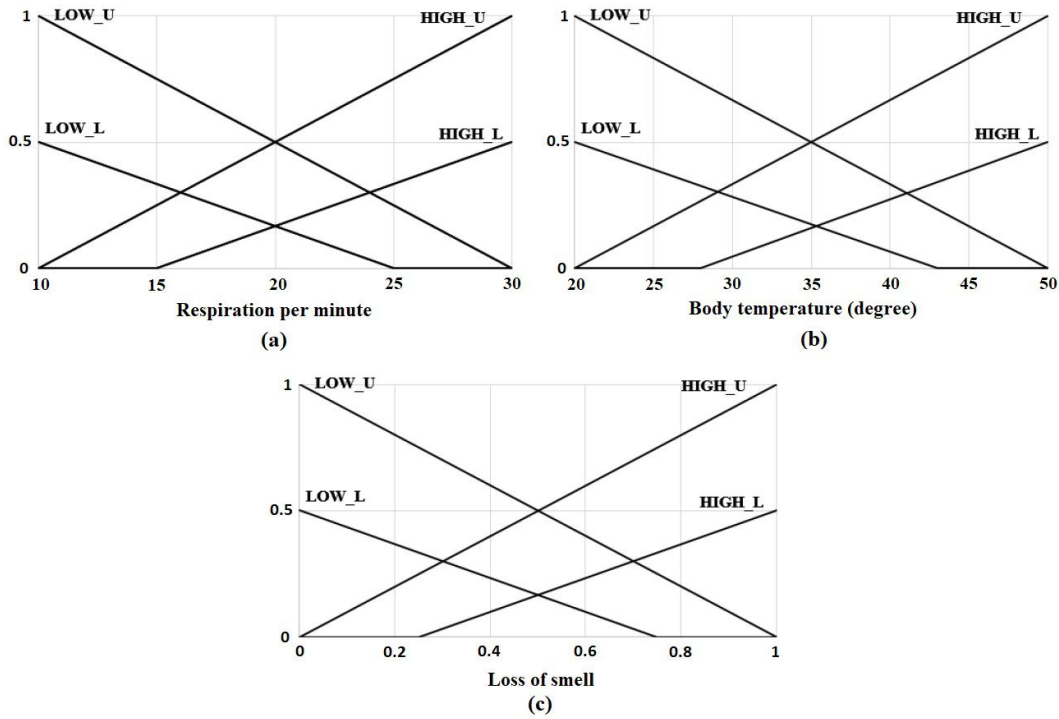 1
LOW_U
HIGH_U
0.5
LOW_L
HIGH_L
0
10 15 20 25 30
Respiration per minute
(a)
1
LOW_U
HIGH_U
0.5
LOW_L
HIGH_L
0
20 25 30 35 40 45 50
Body temperature (degree)
(b)
1
LOW_U
HIGH_U
0.5
LOW_L
HIGH_L
0
0 0.2 0.4 0.6 0.8 1
Loss of smell
(c)